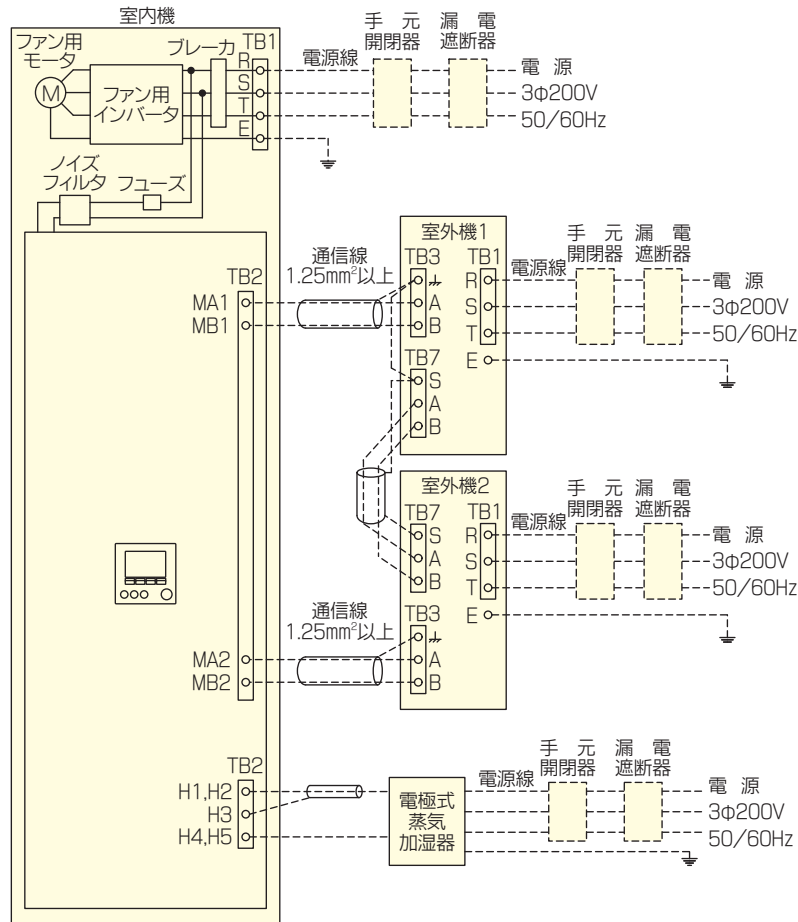 室内機
ファン用
モータ
M
ファン用
インバータ
ブレーカ
TB1
R
S
T
E
電源線
手元
開閉器
漏電
遮断器
電源
3φ200V
50/60Hz
ノイズ
フィルタ
フューズ
TB2
MA1
MB1
通信線
1.25mm²以上
室外機1
TB3
A
B
TB7
S
A
B
TB1
R
S
T
E
電源線
手元
開閉器
漏電
遮断器
電源
3φ200V
50/60Hz
室外機2
TB7
S
A
B
TB3
A
B
TB1
R
S
T
E
電源線
手元
開閉器
漏電
遮断器
電源
3φ200V
50/60Hz
通信線
1.25mm²以上
MA2
MB2
TB2
H1,H2
H3
H4,H5
電極式
蒸気
加湿器
電源線
手元
開閉器
漏電
遮断器
電源
3φ200V
50/60Hz